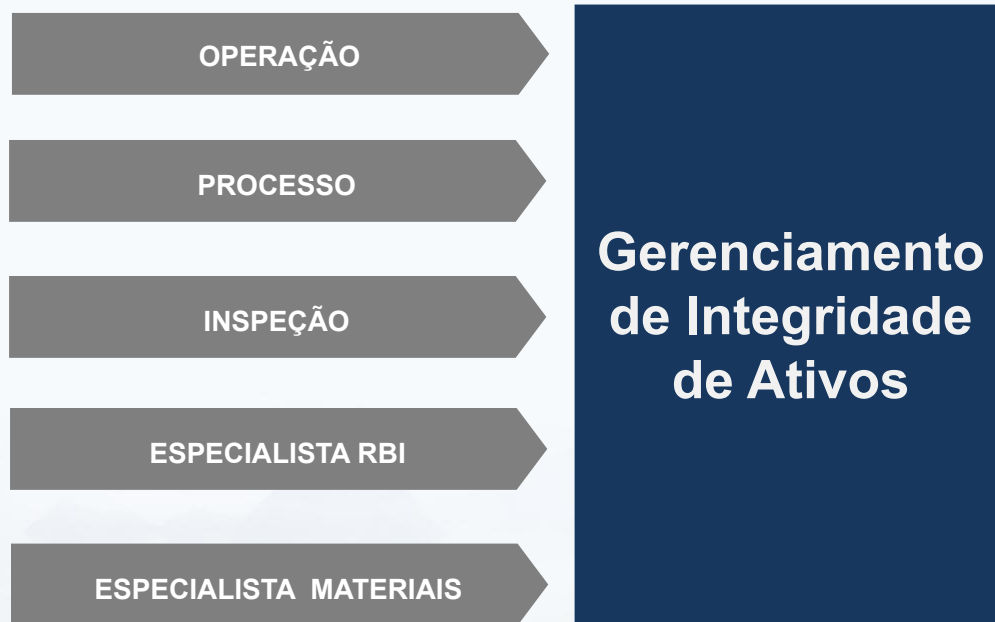 OPERAÇÃO
PROCESSO
INSPEÇÃO
ESPECIALISTA RBI
ESPECIALISTA MATERIAIS
Gerenciamento
de Integridade
de Ativos